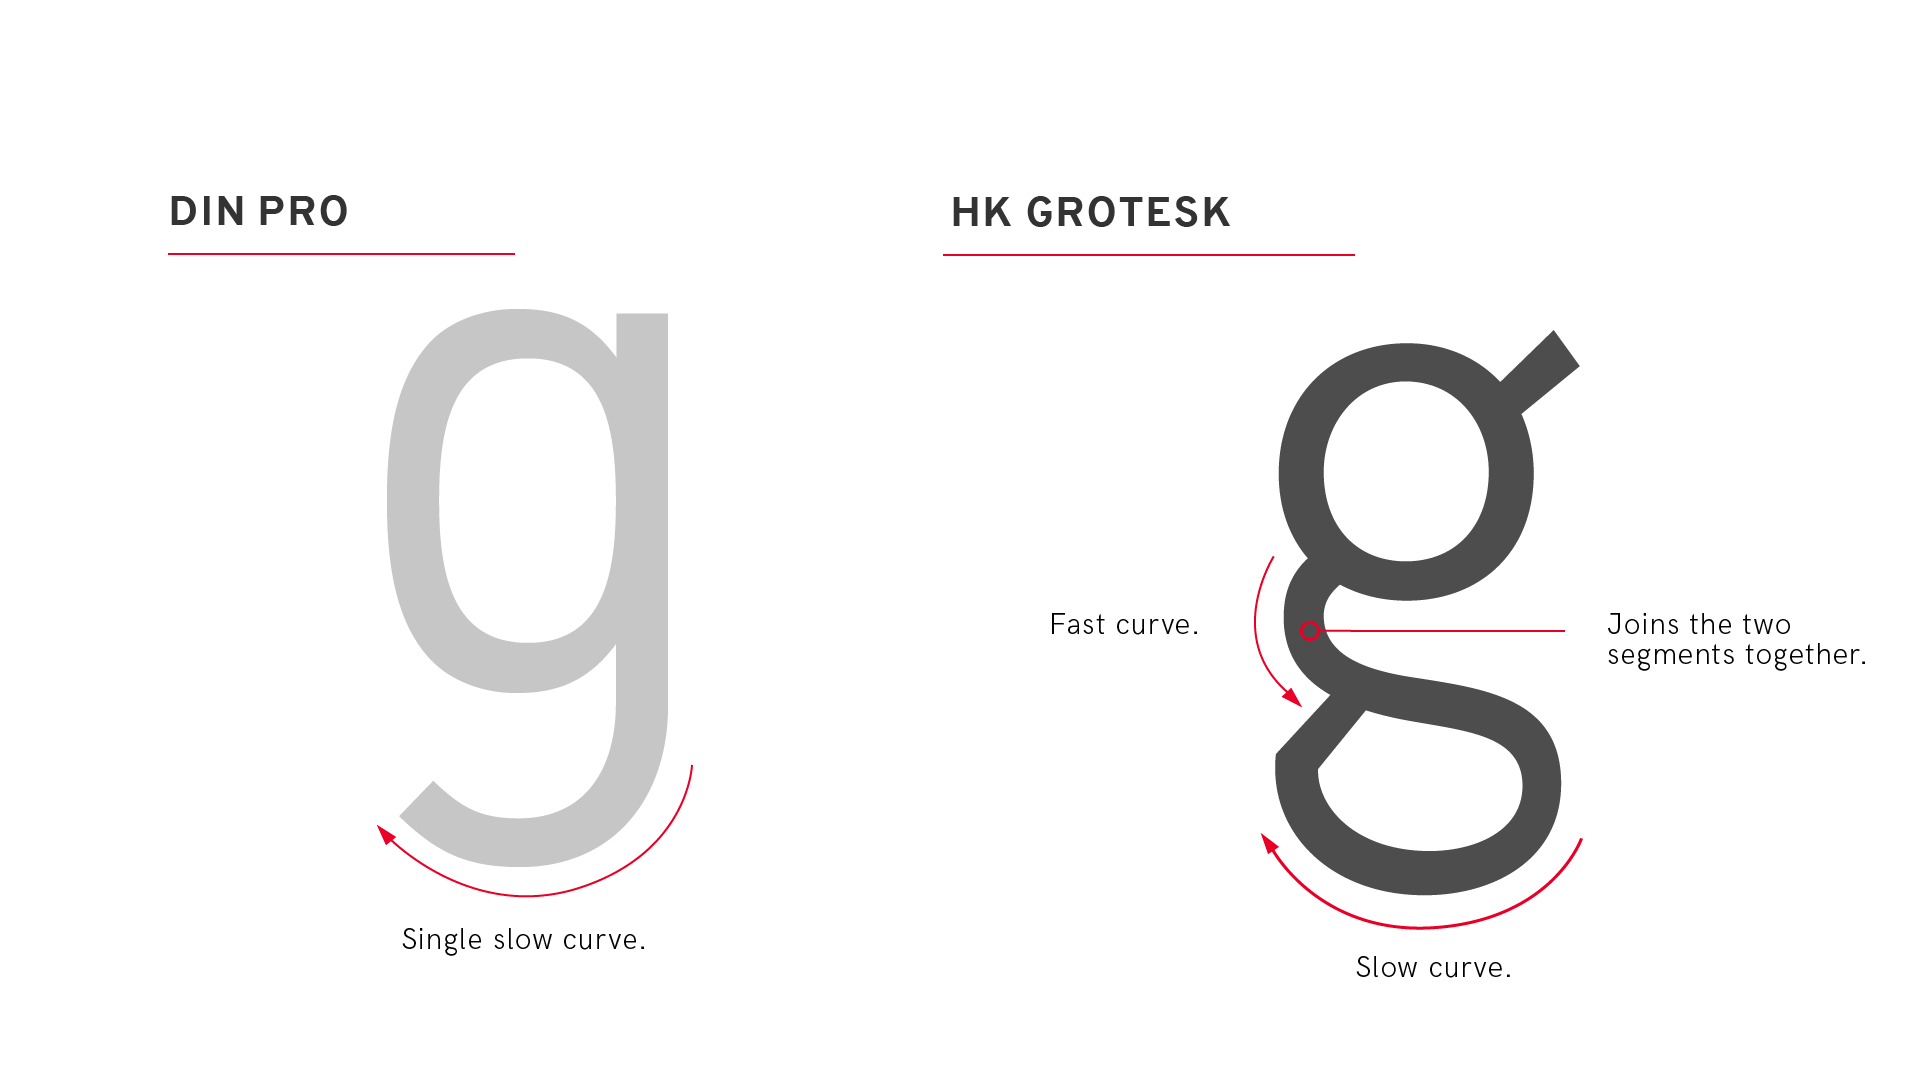 DIN PRO
HK GROTESK
g
g
Fast curve.
Joins the two
segments together.
Single slow curve.
Slow curve.